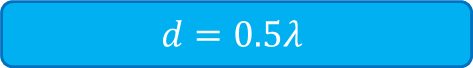 𝑑 = 0.5𝜆